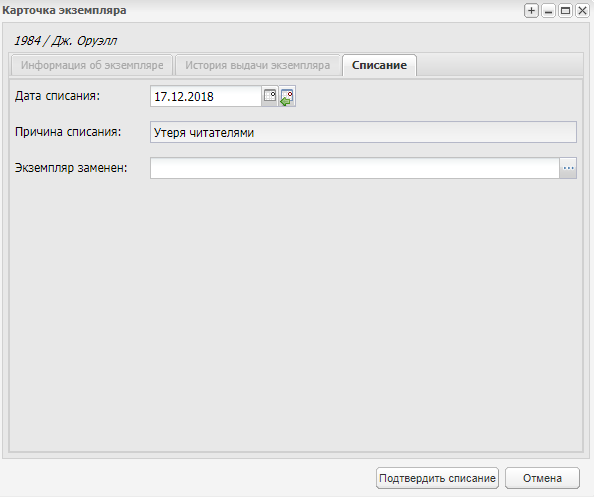 Карточка экземпляра
1984 / Дж. Оруэлл
Информация об экземпляре История выдачи экземпляра Списание
Дата списания: 17.12.2018
Причина списания: Утеря читателями
Экземпляр заменен: ...
Подтвердить списание Отмена